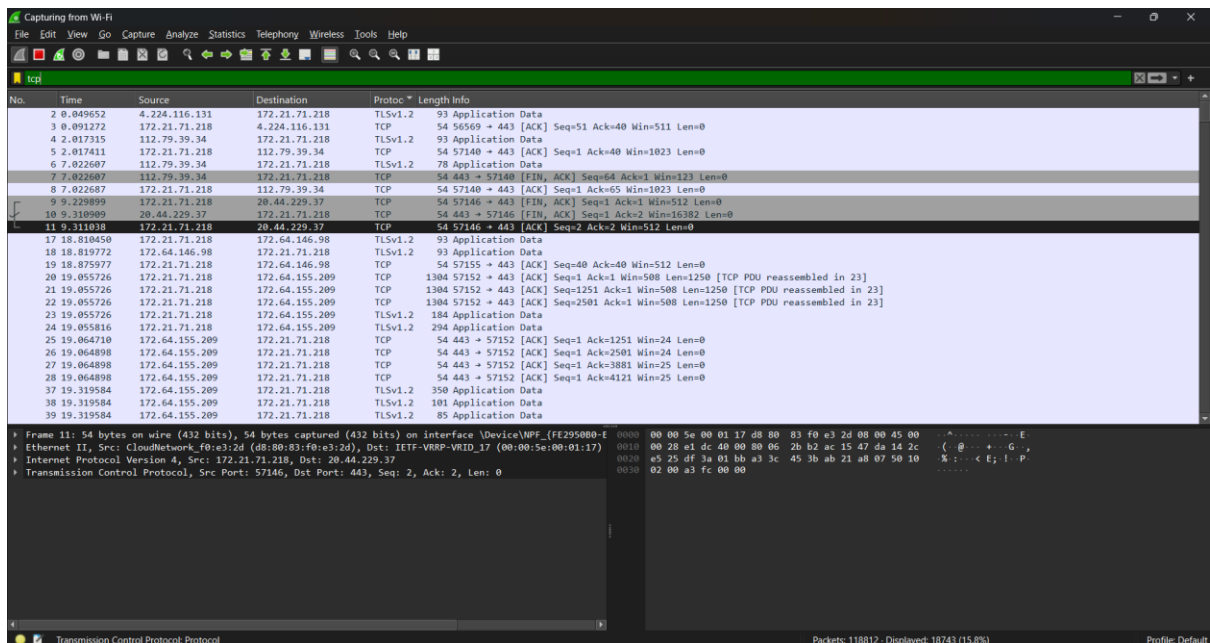 Capturing from Wi-Fi
File Edit View Go Capture Analyze Statistics Telephony Wireless Tools Help
tcp
No. Time Source Destination Protoc Length Info
2 0.049652 4.224.116.131 172.21.71.218 TLSv1.2 93 Application Data
3 0.091272 172.21.71.218 4.224.116.131 TCP 54 56569 → 443 [ACK] Seq=51 Ack=40 Win=511 Len=0
4 2.017315 112.79.39.34 172.21.71.218 TLSv1.2 93 Application Data
5 2.017411 172.21.71.218 112.79.39.34 TCP 54 57140 → 443 [ACK] Seq=1 Ack=40 Win=1023 Len=0
6 7.022607 112.79.39.34 172.21.71.218 TLSv1.2 78 Application Data
7 7.022607 112.79.39.34 172.21.71.218 TCP 54 443 → 57140 [FIN, ACK] Seq=64 Ack=1 Win=123 Len=0
8 7.022687 172.21.71.218 112.79.39.34 TCP 54 57140 → 443 [ACK] Seq=1 Ack=65 Win=1023 Len=0
9 9.229899 172.21.71.218 20.44.229.37 TCP 54 57146 → 443 [FIN, ACK] Seq=1 Ack=1 Win=512 Len=0
10 9.310909 20.44.229.37 172.21.71.218 TCP 54 443 → 57146 [FIN, ACK] Seq=1 Ack=2 Win=16382 Len=0
11 9.311038 172.21.71.218 20.44.229.37 TCP 54 57146 → 443 [ACK] Seq=2 Ack=2 Win=512 Len=0
17 18.810450 172.21.71.218 172.64.146.98 TLSv1.2 93 Application Data
18 18.819772 172.64.146.98 172.21.71.218 TLSv1.2 93 Application Data
19 18.875977 172.21.71.218 172.64.146.98 TCP 54 57155 → 443 [ACK] Seq=40 Ack=40 Win=512 Len=0
20 19.055726 172.21.71.218 172.64.155.209 TCP 1304 57152 → 443 [ACK] Seq=1 Ack=1 Win=508 Len=1250 [TCP PDU reassembled in 23]
21 19.055726 172.21.71.218 172.64.155.209 TCP 1304 57152 → 443 [ACK] Seq=1251 Ack=1 Win=508 Len=1250 [TCP PDU reassembled in 23]
22 19.055726 172.21.71.218 172.64.155.209 TCP 1304 57152 → 443 [ACK] Seq=2501 Ack=1 Win=508 Len=1250 [TCP PDU reassembled in 23]
23 19.055726 172.21.71.218 172.64.155.209 TLSv1.2 184 Application Data
24 19.055816 172.21.71.218 172.64.155.209 TLSv1.2 294 Application Data
25 19.064710 172.64.155.209 172.21.71.218 TCP 54 443 → 57152 [ACK] Seq=1 Ack=1251 Win=24 Len=0
26 19.064898 172.64.155.209 172.21.71.218 TCP 54 443 → 57152 [ACK] Seq=1 Ack=2501 Win=24 Len=0
27 19.064898 172.64.155.209 172.21.71.218 TCP 54 443 → 57152 [ACK] Seq=1 Ack=3881 Win=25 Len=0
28 19.064898 172.64.155.209 172.21.71.218 TCP 54 443 → 57152 [ACK] Seq=1 Ack=4121 Win=25 Len=0
37 19.319584 172.64.155.209 172.21.71.218 TLSv1.2 350 Application Data
38 19.319584 172.64.155.209 172.21.71.218 TLSv1.2 101 Application Data
39 19.319584 172.64.155.209 172.21.71.218 TLSv1.2 85 Application Data
Frame 11: 54 bytes on wire (432 bits), 54 bytes captured (432 bits) on interface \Device\NPF_{FE2950B0-E
Ethernet II, Src: CloudNetwork_f0:e3:2d (d8:80:83:f0:e3:2d), Dst: IETF-VRRP-VRID_17 (00:00:5e:00:01:17)
Internet Protocol Version 4, Src: 172.21.71.218, Dst: 20.44.229.37
Transmission Control Protocol, Src Port: 57146, Dst Port: 443, Seq: 2, Ack: 2, Len: 0
0000 00 00 5e 00 01 17 d8 80 83 f0 e3 2d 08 00 45 00 ··^····· ···-··E·
0010 00 28 e1 dc 40 00 80 06 2b b2 ac 15 47 da 14 2c ·(··@··· +···G··,
0020 e5 25 df 3a 01 bb a3 3c 45 3b ab 21 a8 07 50 10 ·%·:···< E;·!··P·
0030 02 00 a3 fc 00 00 ······
Transmission Control Protocol: Protocol
Packets: 118812 · Displayed: 18743 (15.8%)
Profile: Default